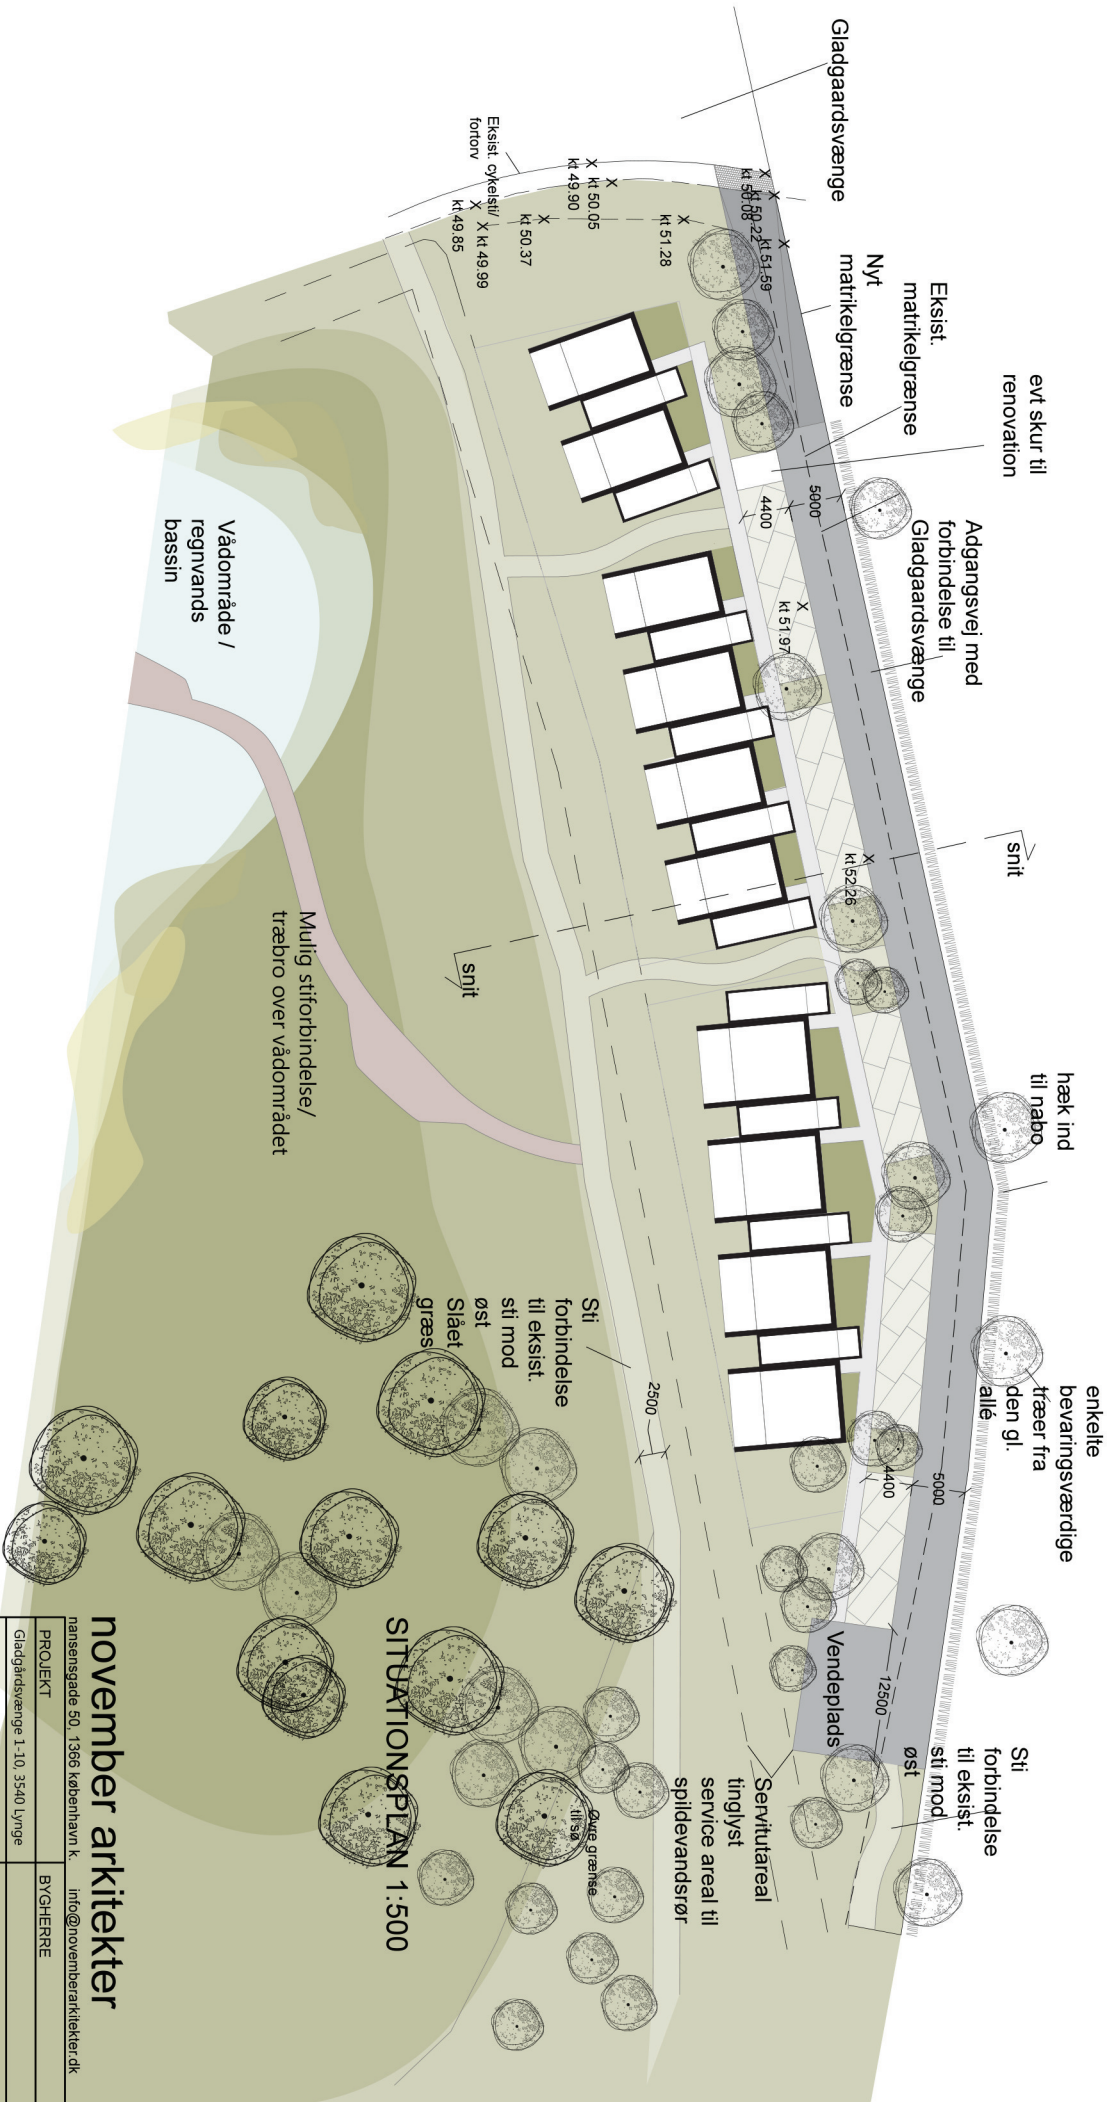 Gladgaardsvænge
Eksist. cykelsti/
fortorv
kt 49.85
kt 49.99
kt 50.37
kt 49.90
kt 50.05
kt 51.28
kt 50.08
kt 50.22
kt 51.59
Nyt
matrikelgrænse
Eksist.
matrikelgrænse
evt skur til
renovation
5000
4400
Adgangsvej med
forbindelse til
Gladgaardsvænge
kt 51.97
kt 52.26
snit
snit
hæk ind
til nabo
enkelte
bevaringsværdige
træer fra
den gl.
allé
5000
4400
12500
Vendeplads
Sti
forbindelse
til eksist.
sti mod
øst
Servitutareal
tinglyst
service areal til
spildevandsrør
2500
Sti
forbindelse
til eksist.
sti mod
øst
Slået
græs
Øvre grænse
til sø
Vådområde /
regnvands
bassin
Mulig stiforbindelse/
træbro over vådområdet
SITUATIONSPLAN 1:500
november arkitekter
nansensgade 50, 1366 københavn k. info@novemberarkitekter.dk
PROJEKT
BYGHERRE
Gladgårdsvænge 1-10, 3540 Lynge